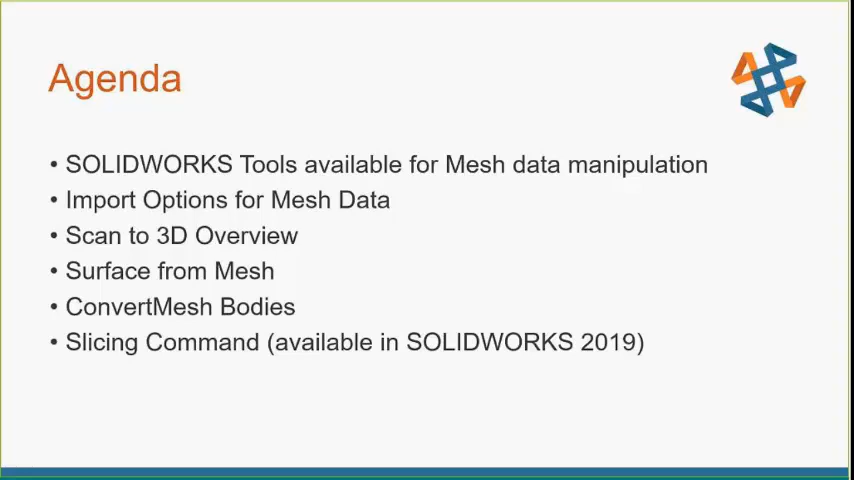 Agenda
• SOLIDWORKS Tools available for Mesh data manipulation
• Import Options for Mesh Data
• Scan to 3D Overview
• Surface from Mesh
• ConvertMesh Bodies
• Slicing Command (available in SOLIDWORKS 2019)